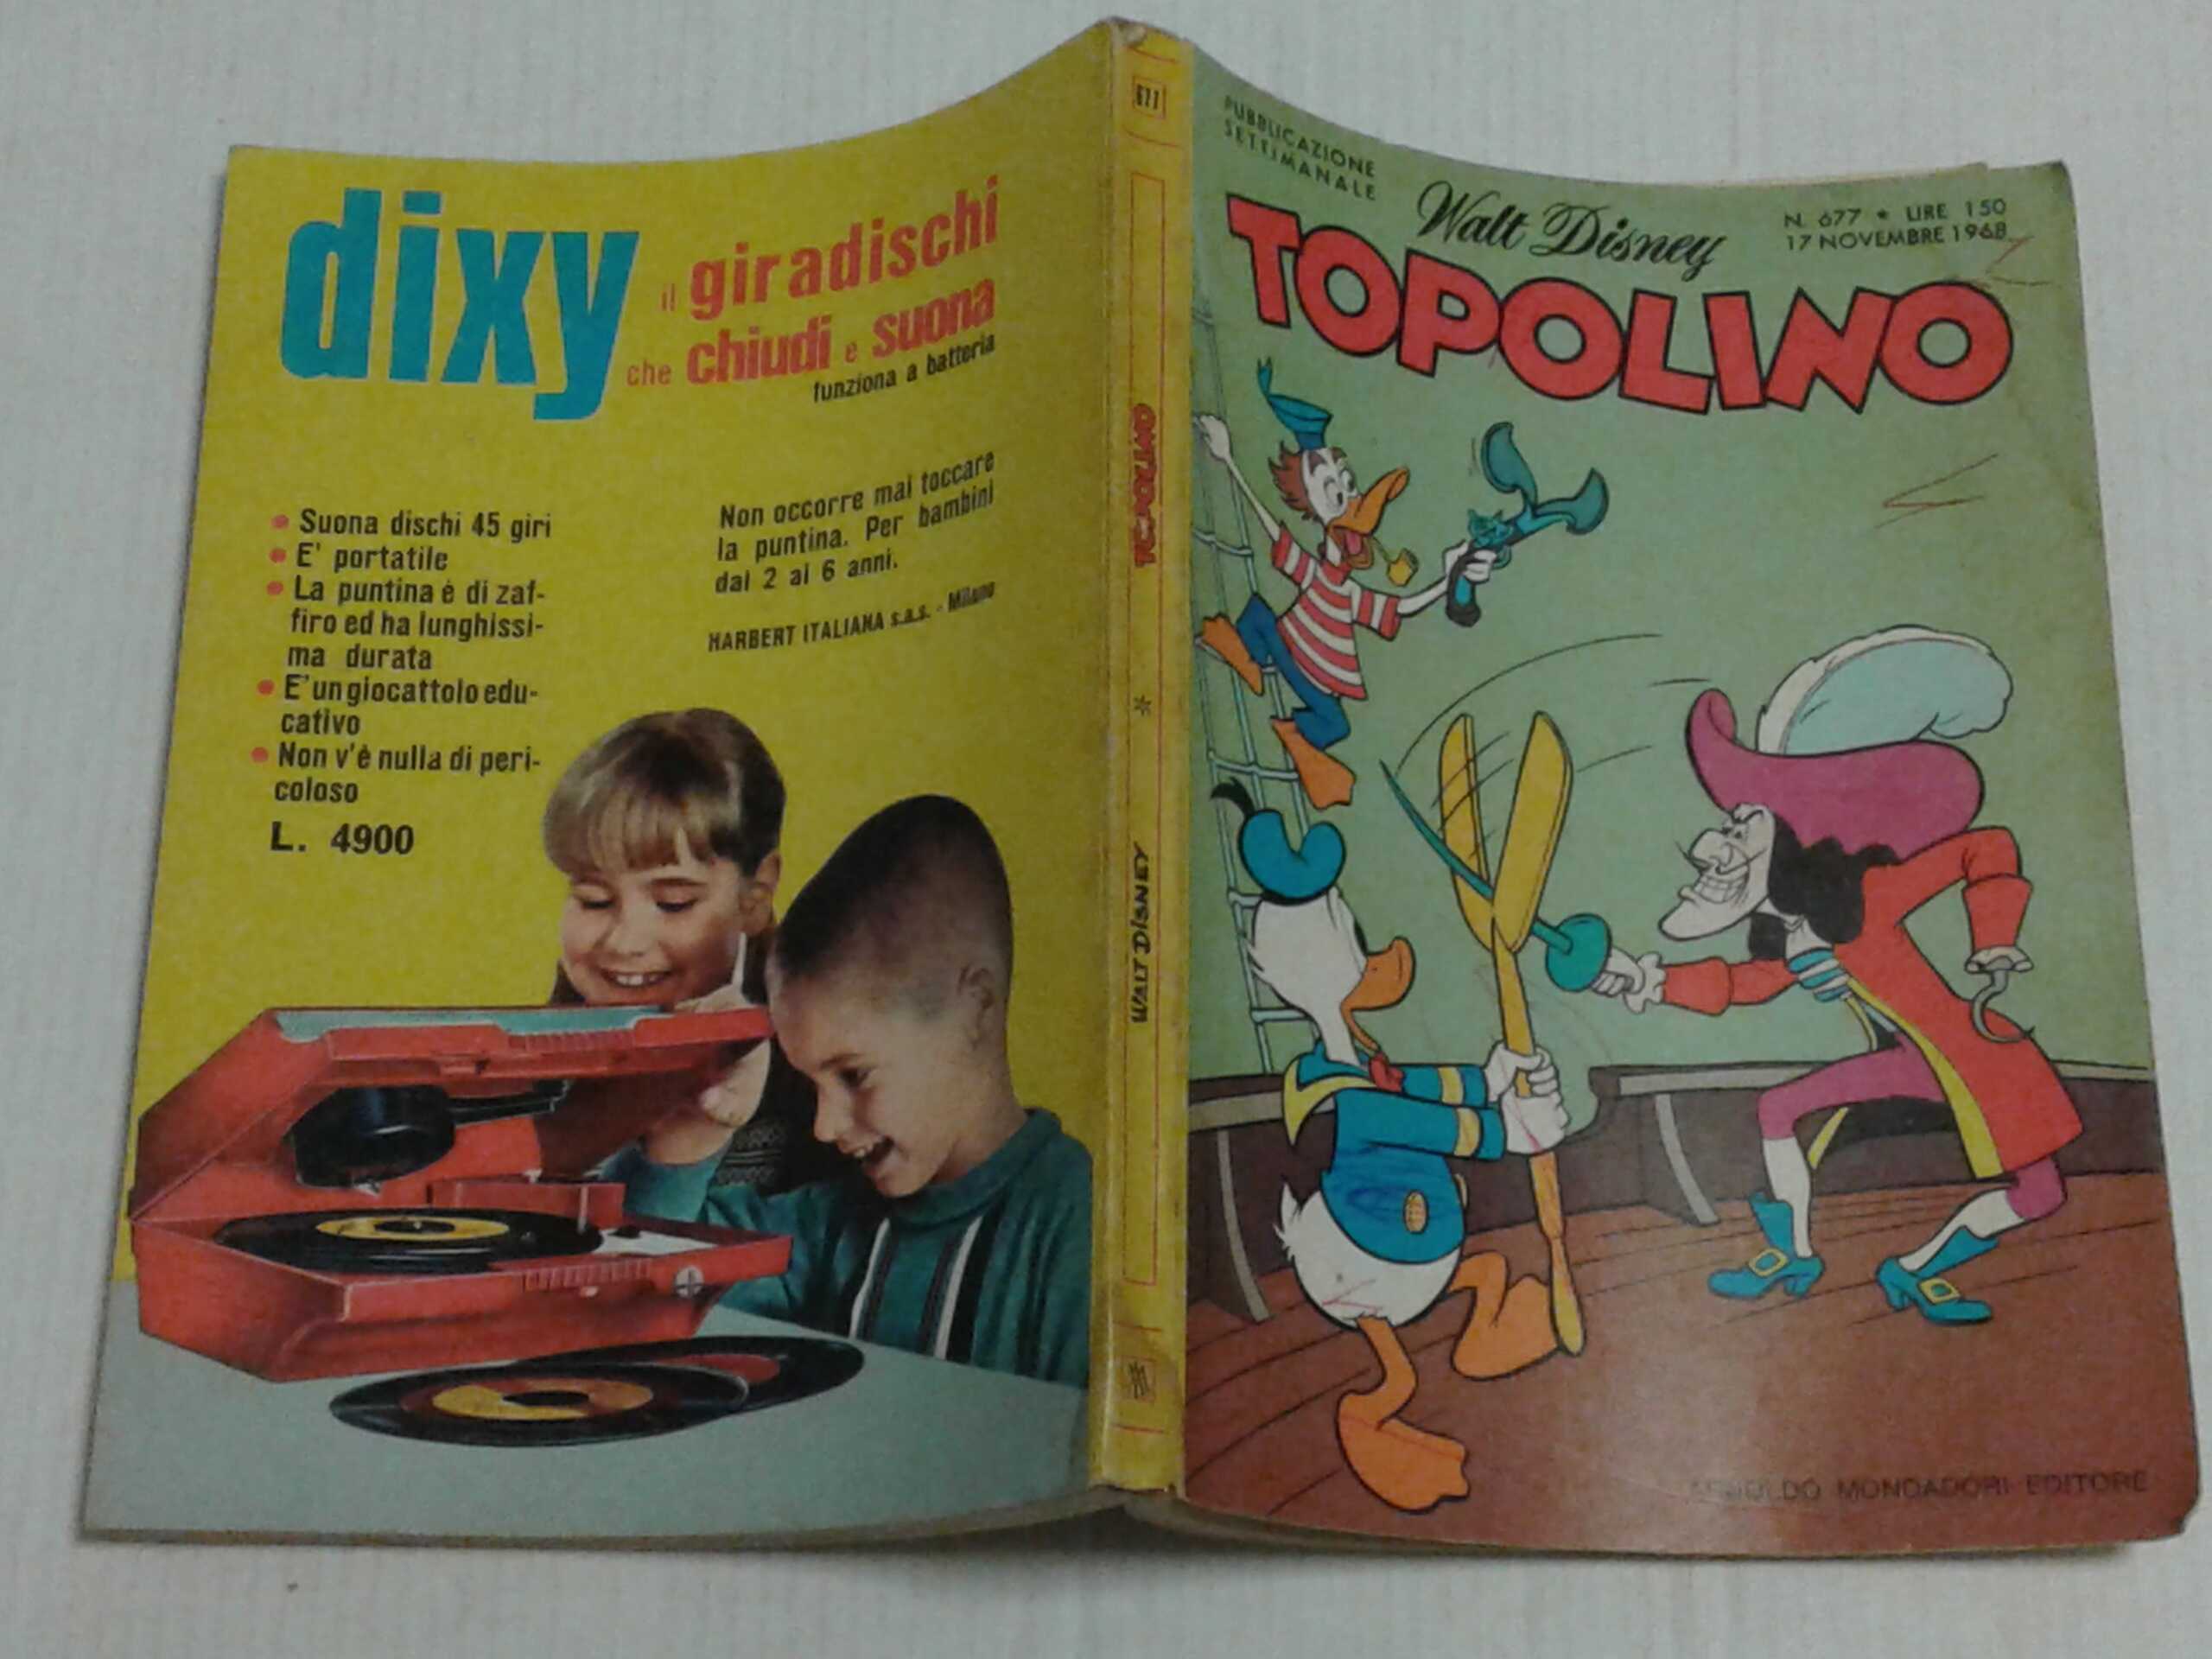 dixy
il giradischi
che chiudi e suona
funziona a batteria
Suona dischi 45 giri
E' portatile
La puntina è di zaf-
firo ed ha lunghissi-
ma durata
E' un giocattolo edu-
cativo
Non v'è nulla di peri-
coloso
L. 4900
Non occorre mai toccare
la puntina. Per bambini
dai 2 ai 6 anni.
HARBERT ITALIANA s.a.s. - Milano
677
TOPOLINO
*
WALT DISNEY
PUBBLICAZIONE
SETTIMANALE
Walt Disney
N. 677 * LIRE 150
17 NOVEMBRE 1968
TOPOLINO
MONDADORI EDITORE